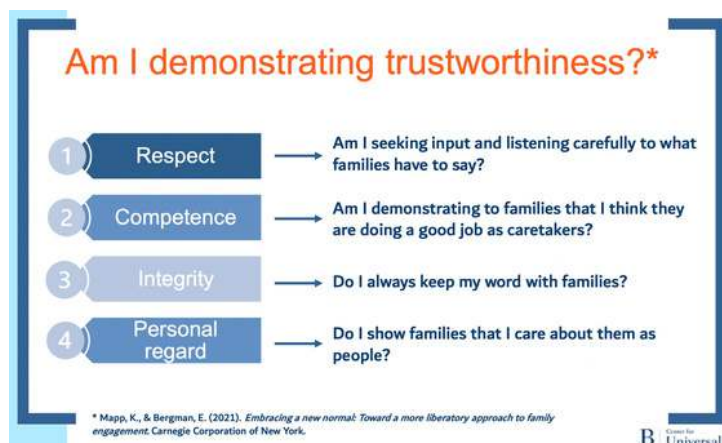 Am I demonstrating trustworthiness?*
1
Respect
Am I seeking input and listening carefully to what
families have to say?
2
Competence
Am I demonstrating to families that I think they
are doing a good job as caretakers?
3
Integrity
Do I always keep my word with families?
4
Personal
regard
Do I show families that I care about them as
people?
* Mapp, K., & Bergman, E. (2021). Embracing a new normal: Toward a more liberatory approach to family
engagement. Carnegie Corporation of New York.
B
Center for
Universal